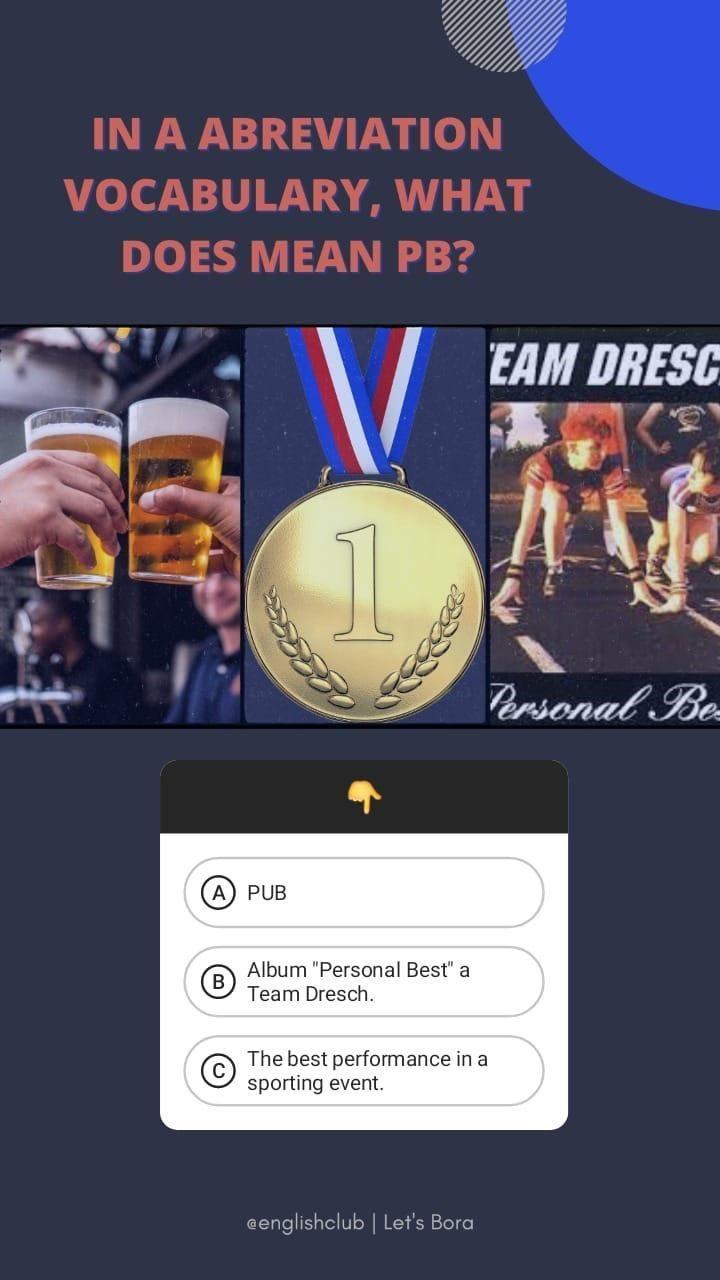 IN A ABREVIATION
VOCABULARY, WHAT
DOES MEAN PB?
1
EAM DRESC
Personal Bes
👇
A PUB
B Album "Personal Best" a
Team Dresch.
C The best performance in a
sporting event.
@englishclub | Let's Bora